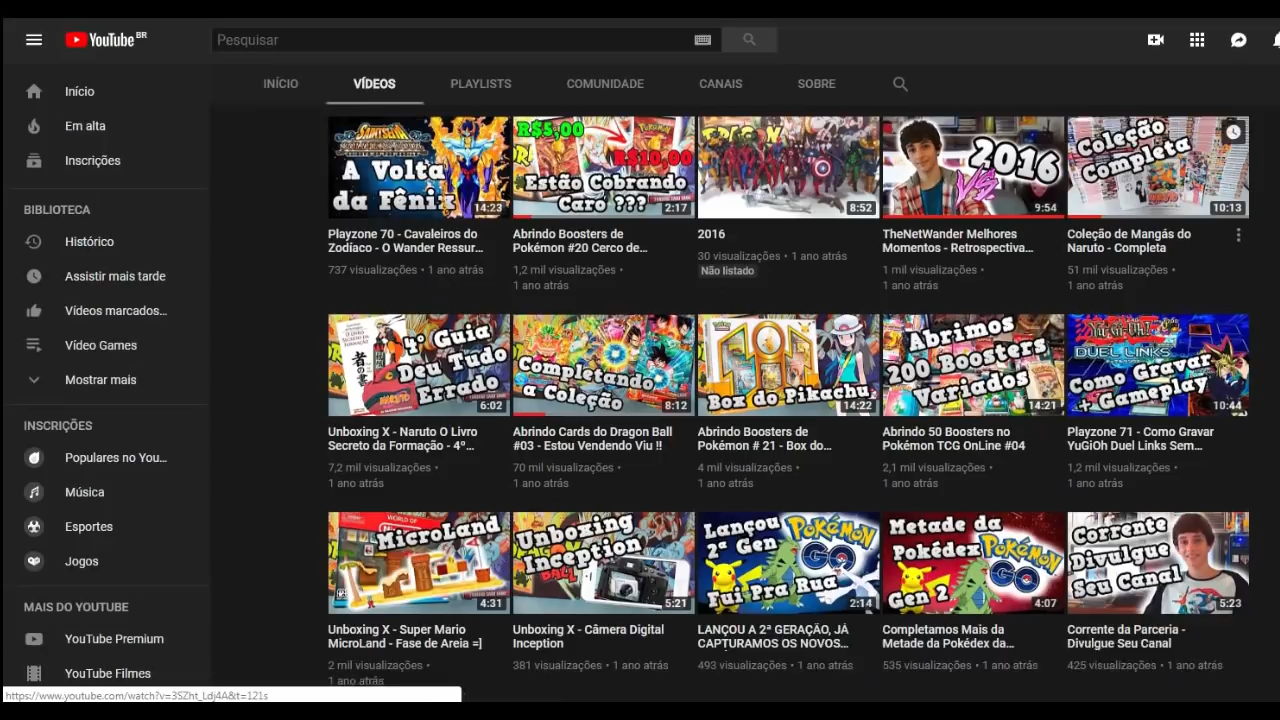 YouTube BR
Pesquisar
Início
Em alta
Inscrições
BIBLIOTECA
Histórico
Assistir mais tarde
Vídeos marcados...
Vídeo Games
Mostrar mais
INSCRIÇÕES
Populares no You...
Música
Esportes
Jogos
MAIS DO YOUTUBE
YouTube Premium
YouTube Filmes
https://www.youtube.com/watch?v=3SZht_Ldj4A&t=121s
INÍCIO VÍDEOS PLAYLISTS COMUNIDADE CANAIS SOBRE
SAINT SEIYA
A Volta
da Fênix
14:23
Playzone 70 - Cavaleiros do
Zodíaco - O Wander Ressur...
737 visualizações • 1 ano atrás
R$5,00
R$10,00
Estão Cobrando
Caro ???
2:17
Abrindo Boosters de
Pokémon #20 Cerco de...
1,2 mil visualizações •
1 ano atrás
8:52
2016
30 visualizações • 1 ano atrás
Não listado
2016
VS
9:54
TheNetWander Melhores
Momentos - Retrospectiva...
1 mil visualizações •
1 ano atrás
Coleção
Completa
10:13
Coleção de Mangás do
Naruto - Completa
51 mil visualizações •
1 ano atrás
4º Guia
Deu Tudo
Errado
6:02
Unboxing X - Naruto O Livro
Secreto da Formação - 4º...
7,2 mil visualizações •
1 ano atrás
Completando
a Coleção
8:12
Abrindo Cards do Dragon Ball
#03 - Estou Vendendo Viu !!
70 mil visualizações •
1 ano atrás
Box do Pikachu
14:22
Abrindo Boosters de
Pokémon # 21 - Box do...
4 mil visualizações •
1 ano atrás
Abrimos
200 Boosters
Variados
14:21
Abrindo 50 Boosters no
Pokémon TCG OnLine #04
2,1 mil visualizações •
1 ano atrás
Yu-Gi-Oh!
DUEL LINKS
Como Gravar
+ Gameplay
10:44
Playzone 71 - Como Gravar
YuGiOh Duel Links Sem...
1,2 mil visualizações •
1 ano atrás
WORLD OF
MicroLand
4:31
Unboxing X - Super Mario
MicroLand - Fase de Areia =]
2 mil visualizações •
1 ano atrás
Unboxing
Inception
5:21
Unboxing X - Câmera Digital
Inception
381 visualizações • 1 ano atrás
Lançou
2ª Gen
POKÉMON
GO
Fui Pra Rua
2:14
LANÇOU A 2ª GERAÇÃO, JÁ
CAPTURAMOS OS NOVOS...
493 visualizações • 1 ano atrás
Metade da
Pokédex
POKÉMON
GO
Gen 2
4:07
Completamos Mais da
Metade da Pokédex da...
535 visualizações • 1 ano atrás
Corrente
Divulgue
Seu Canal
5:23
Corrente da Parceria -
Divulgue Seu Canal
425 visualizações • 1 ano atrás